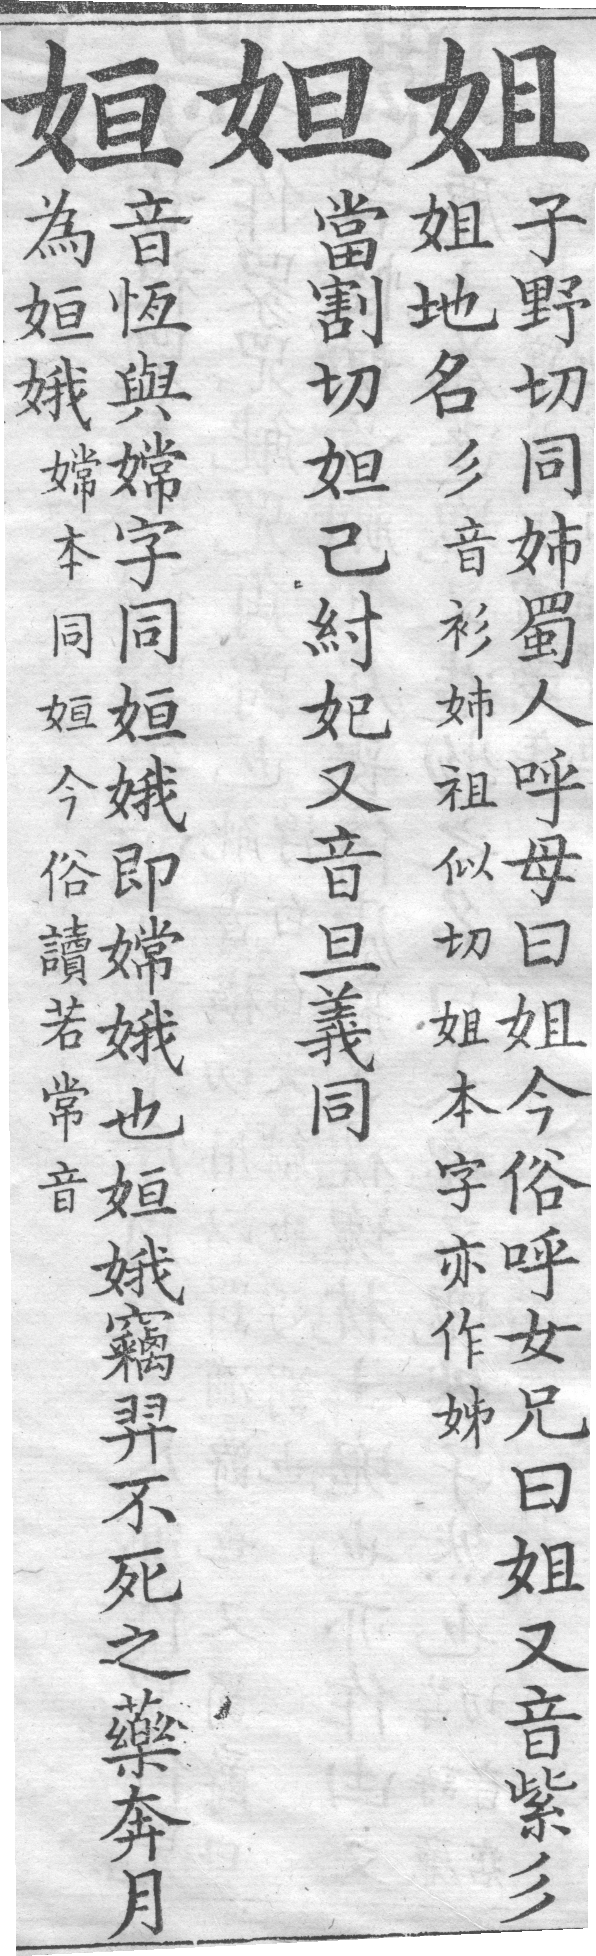 姐
子野切同姉蜀人呼母曰姐今俗呼女兄曰姐又音紫彡
姐地名彡音衫姉祖似切姐本字亦作姊
妲
當割切妲己紂妃又音旦義同
姮
音恆與嫦字同姮娥即嫦娥也姮娥竊羿不死之藥奔月
為姮娥嫦本同姮今俗讀若常音